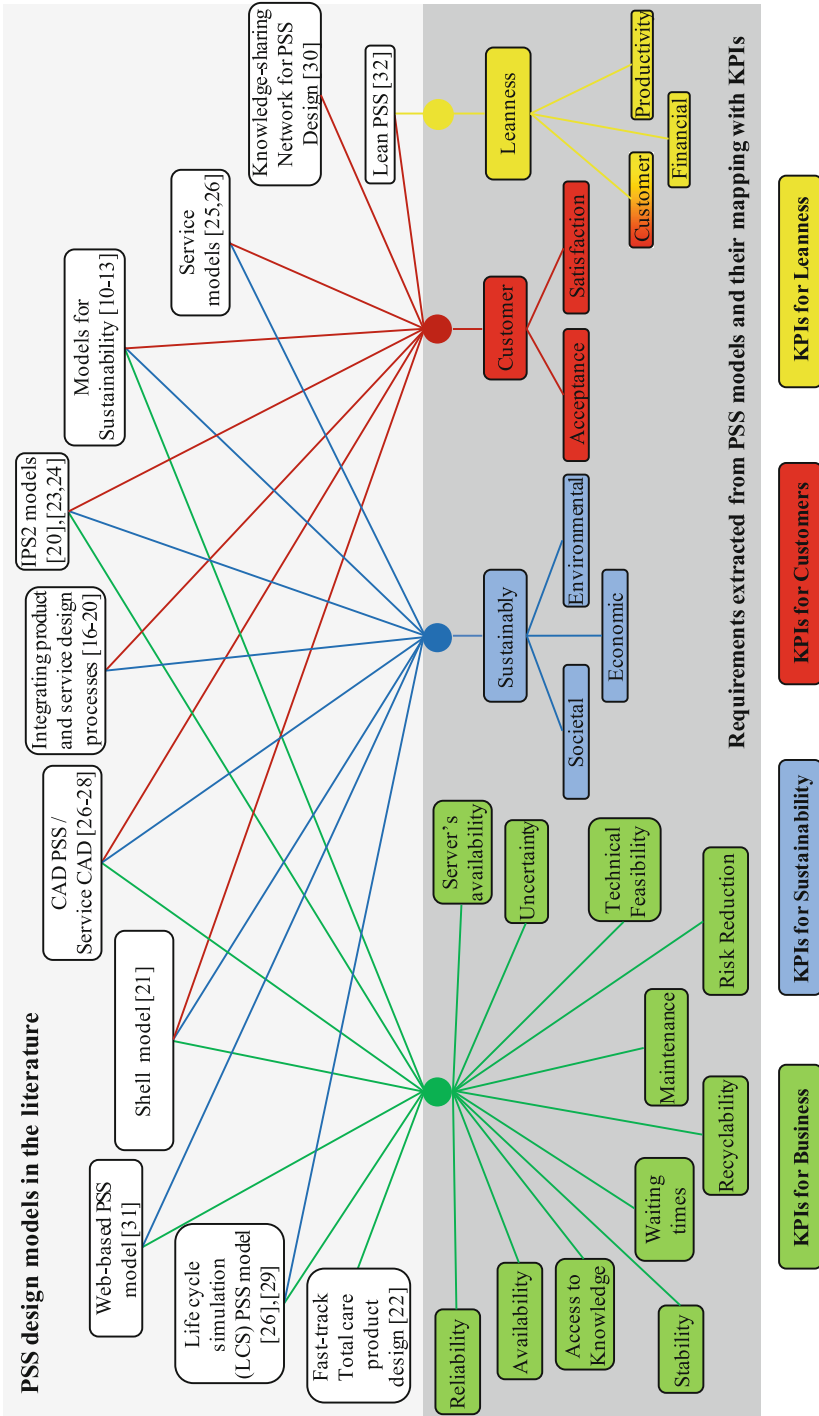 PSS design models in the literature
Fast-track
Total care
product
design [22]
Life cycle
simulation
(LCS) PSS model
[26],[29]
Web-based PSS
model [31]
Shell model [21]
CAD PSS /
Service CAD [26-28]
Integrating product
and service design
processes [16-20]
IPS2 models
[20],[23,24]
Models for
Sustainability [10-13]
Service
models [25,26]
Knowledge-sharing
Network for PSS
Design [30]
Lean PSS [32]
Reliability
Availability
Access to
Knowledge
Stability
Waiting
times
Recyclability
Maintenance
Risk Reduction
Technical
Feasibility
Uncertainty
Server's
availability
Sustainably
Societal
Economic
Environmental
Customer
Acceptance
Satisfaction
Leanness
Customer
Financial
Productivity
Requirements extracted from PSS models and their mapping with KPIs
KPIs for Business
KPIs for Sustainability
KPIs for Customers
KPIs for Leanness